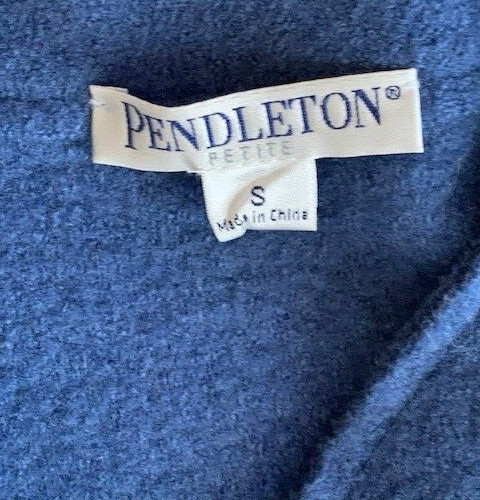 PENDLETON®
PETITE
S
Made in China